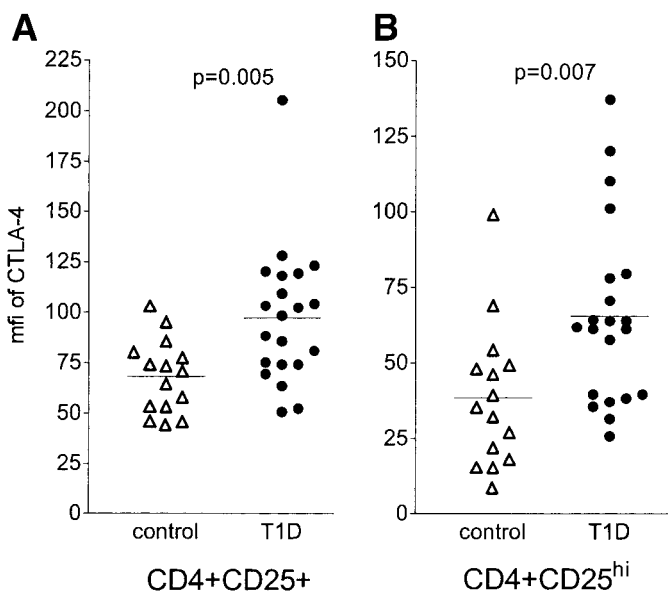 A
B
mfi of CTLA-4
225
200
175
150
125
100
75
50
25
0
p=0.005
control
T1D
CD4+CD25+
150
125
100
75
50
25
0
p=0.007
control
T1D
CD4+CD25hi